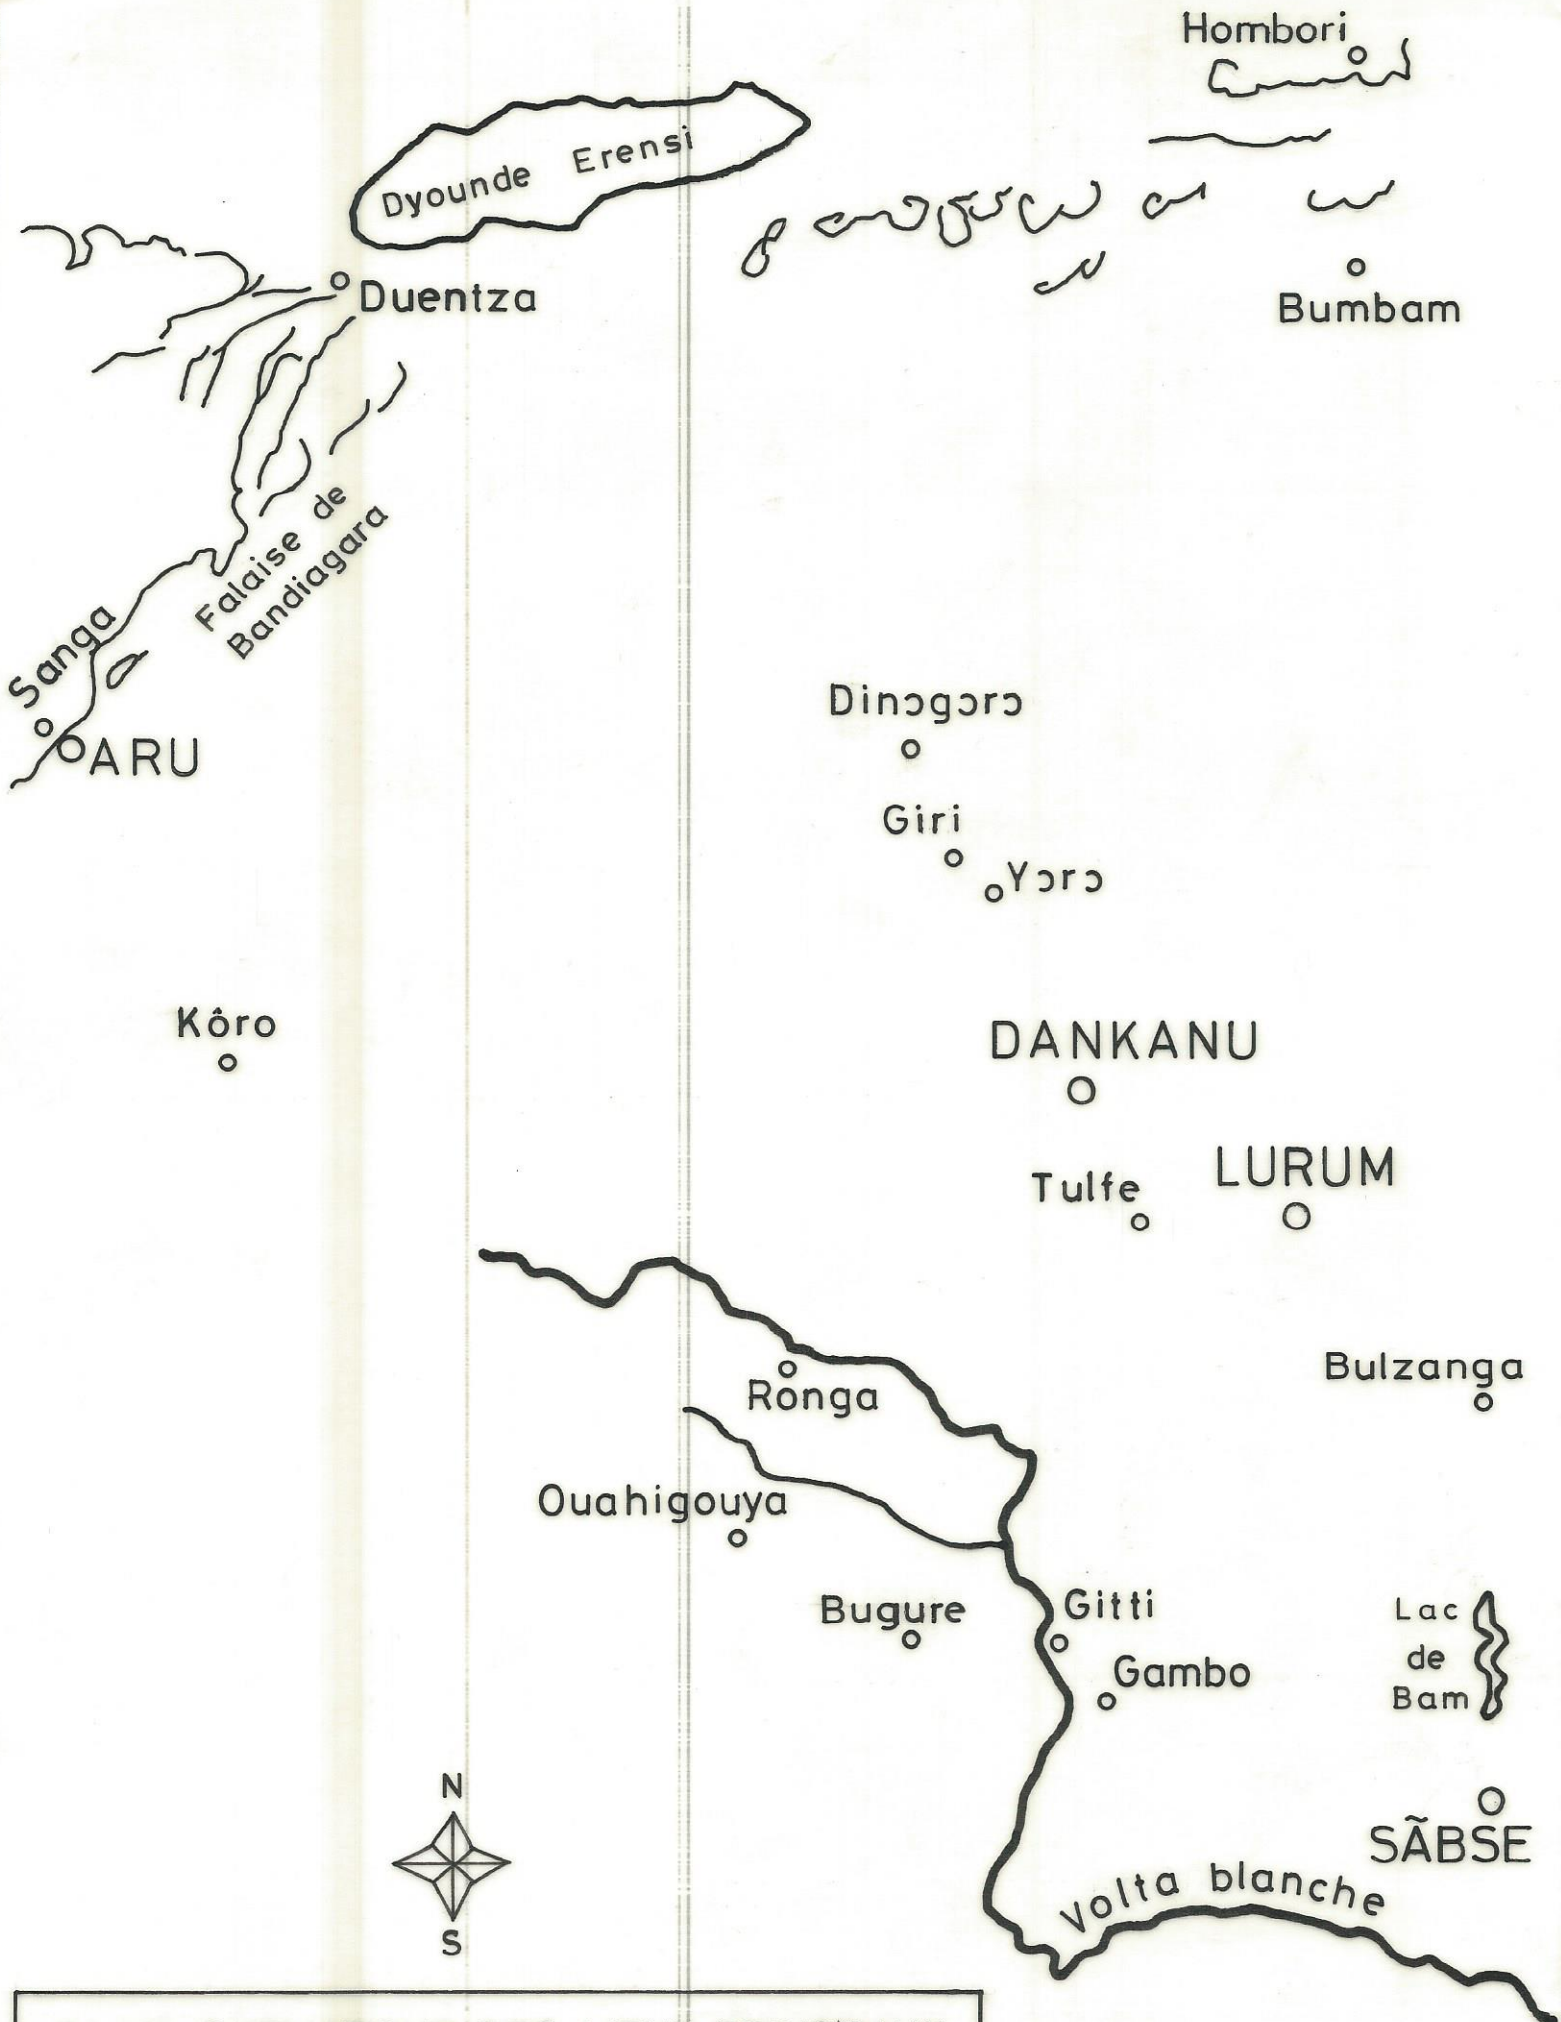 Hombori
Dyounde Erensi
Duentza
Bumbam
Falaise de
Bandiagara
Sanga
ARU
Dinɔgɔrɔ
Giri
Yɔrɔ
Kôro
DANKANU
LURUM
Tulfe
Bulzanga
Ronga
Ouahigouya
Bugure
Gitti
Gambo
Lac
de
Bam
N
S
SÃBSE
Volta blanche